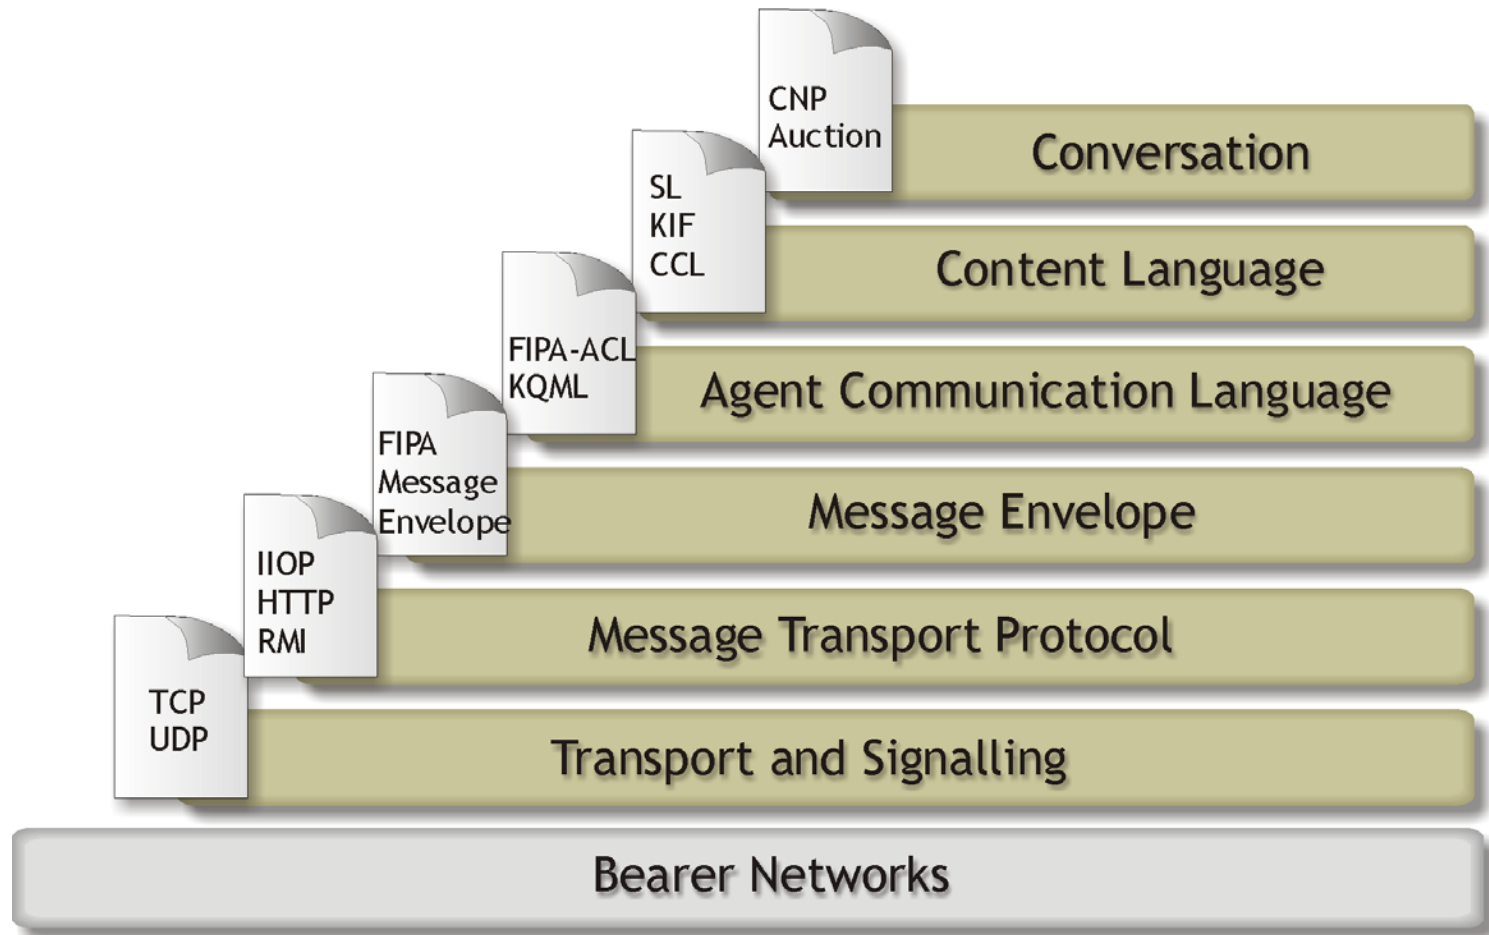 CNP
Auction
Conversation
SL
KIF
CCL
Content Language
FIPA-ACL
KQML
Agent Communication Language
FIPA
Message
Envelope
Message Envelope
IIOP
HTTP
RMI
Message Transport Protocol
TCP
UDP
Transport and Signalling
Bearer Networks